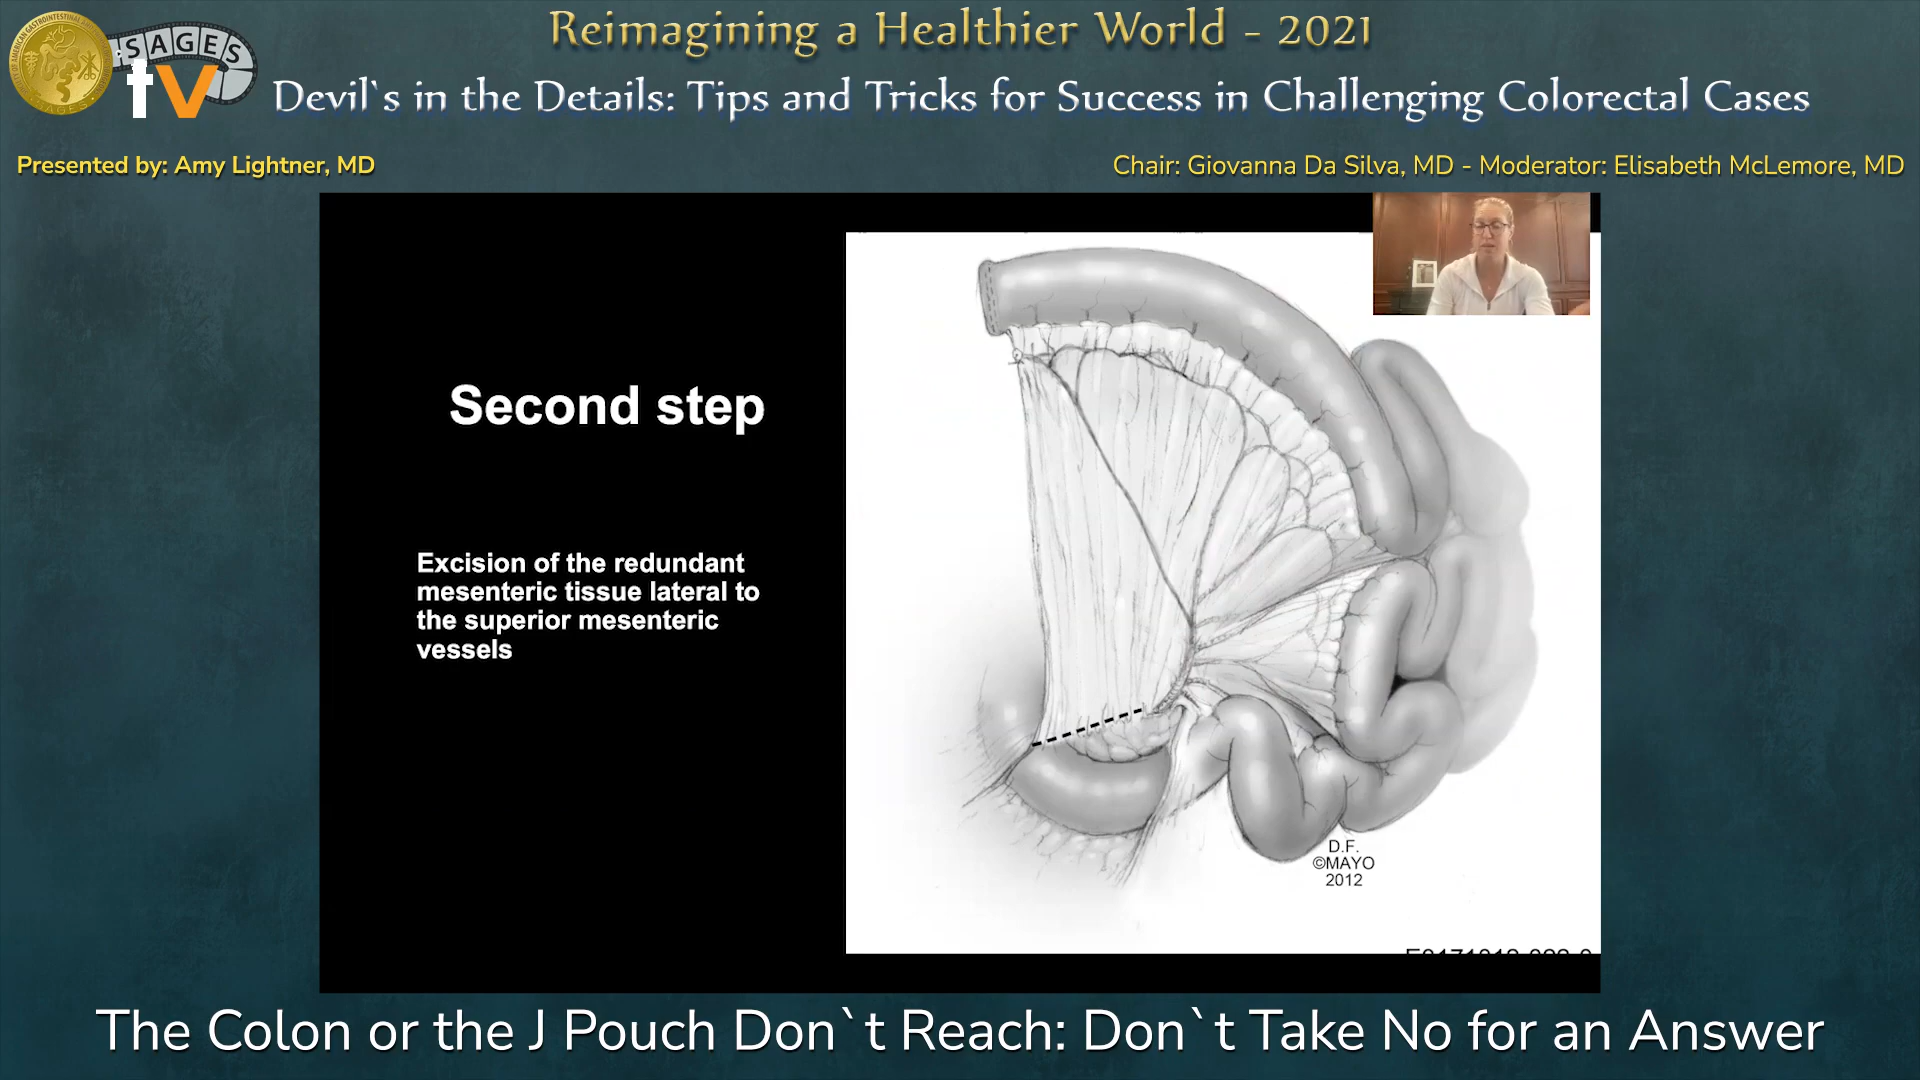 Reimagining a Healthier World - 2021
SAGES
tv
Devil`s in the Details: Tips and Tricks for Success in Challenging Colorectal Cases
Presented by: Amy Lightner, MD
Chair: Giovanna Da Silva, MD - Moderator: Elisabeth McLemore, MD
Second step
Excision of the redundant
mesenteric tissue lateral to
the superior mesenteric
vessels
D.F.
©MAYO
2012
The Colon or the J Pouch Don`t Reach: Don`t Take No for an Answer